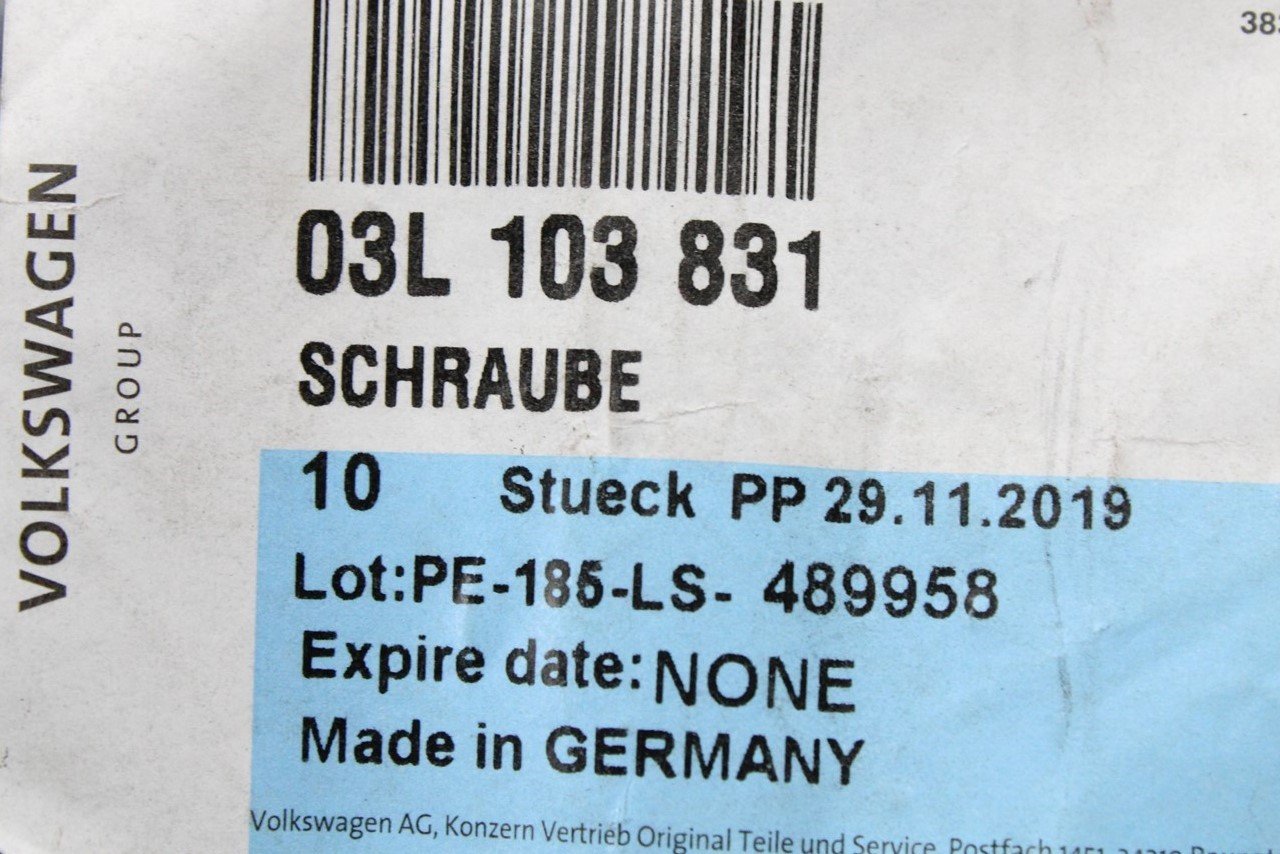 VOLKSWAGEN
GROUP
03L 103 831
SCHRAUBE
10 Stueck PP 29.11.2019
Lot:PE-185-LS- 489958
Expire date:NONE
Made in GERMANY
Volkswagen AG, Konzern Vertrieb Original Teile und Service, Postfach